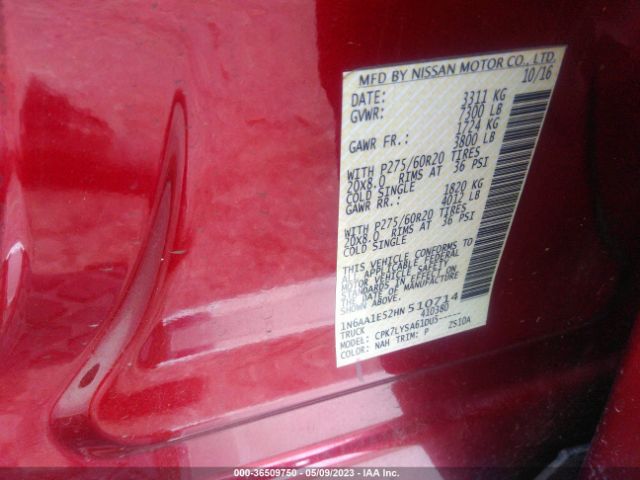 MFD BY NISSAN MOTOR CO., LTD.
DATE: 10/16
GVWR: 3311 KG
7300 LB
GAWR FR.: 1724 KG
3800 LB
WITH P275/60R20 TIRES
20X8.0 RIMS AT 36 PSI
COLD SINGLE
GAWR RR.: 1820 KG
4012 LB
WITH P275/60R20 TIRES
20X8.0 RIMS AT 36 PSI
COLD SINGLE
THIS VEHICLE CONFORMS TO
ALL APPLICABLE FEDERAL
MOTOR VEHICLE SAFETY
STANDARDS IN EFFECT ON
THE DATE OF MANUFACTURE
SHOWN ABOVE.
1N6AA1E52HN510714
TRUCK 410380
MODEL: CPK7LYSA61DU5-----
COLOR: NAH TRIM: P ZS10A
000-36509750 - 05/09/2023 - IAA Inc.